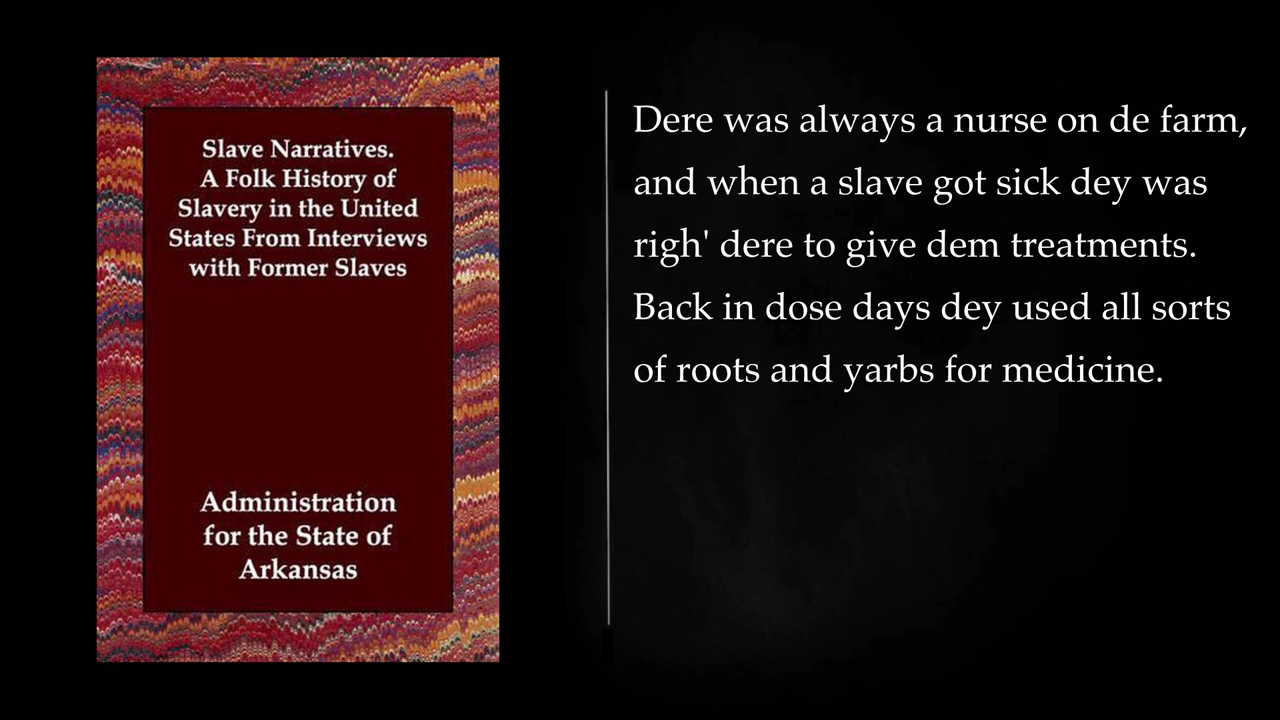 Slave Narratives.
A Folk History of
Slavery in the United
States From Interviews
with Former Slaves
Administration
for the State of
Arkansas
Dere was always a nurse on de farm,
and when a slave got sick dey was
righ' dere to give dem treatments.
Back in dose days dey used all sorts
of roots and yarbs for medicine.